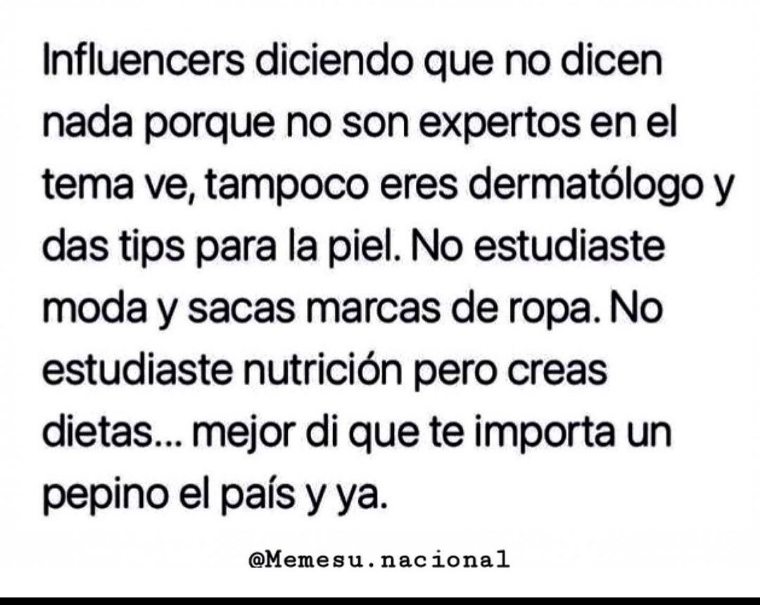 Influencers diciendo que no dicen
nada porque no son expertos en el
tema ve, tampoco eres dermatólogo y
das tips para la piel. No estudiaste
moda y sacas marcas de ropa. No
estudiaste nutrición pero creas
dietas... mejor di que te importa un
pepino el país y ya.
@Memesu.nacional